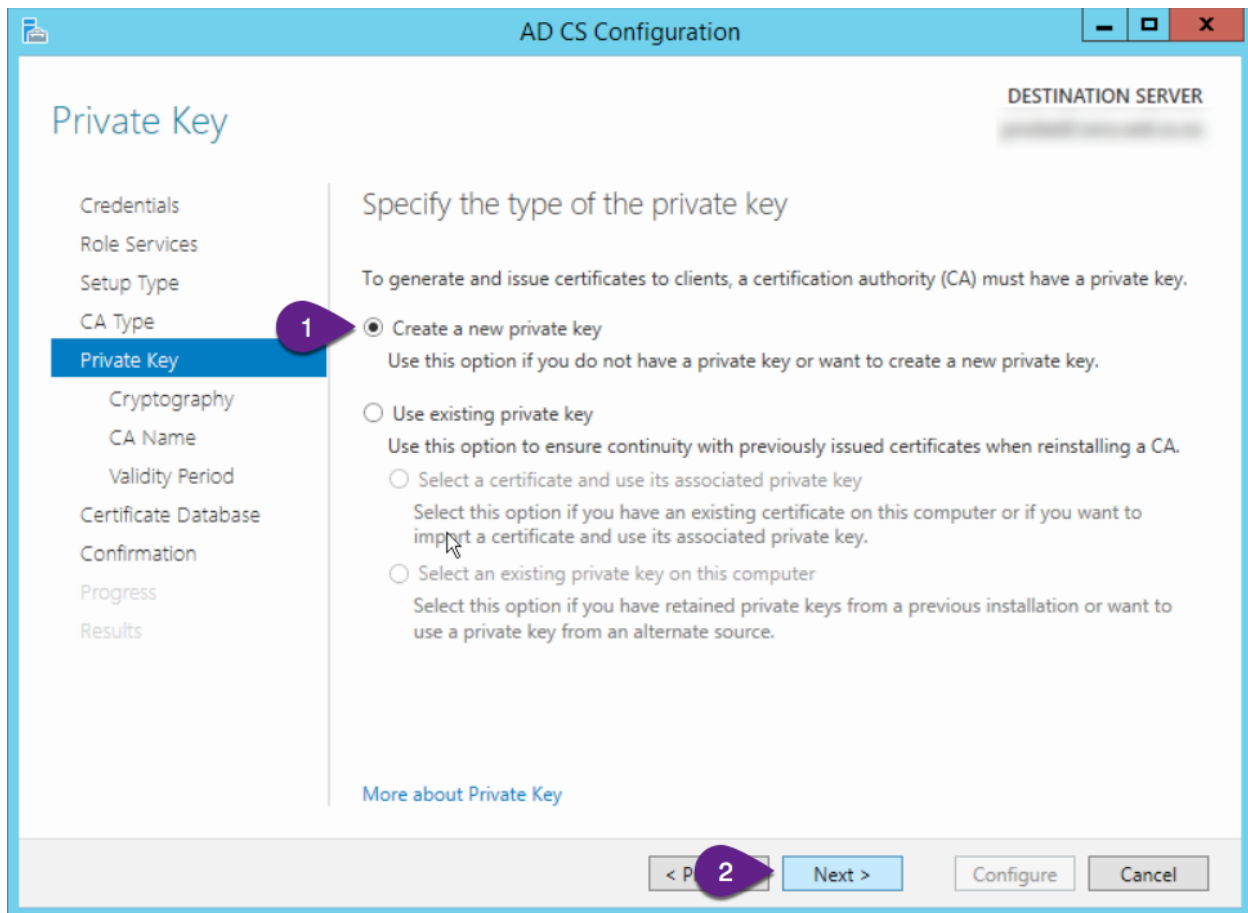 AD CS Configuration
DESTINATION SERVER
Private Key
Credentials
Role Services
Setup Type
CA Type
Private Key
Cryptography
CA Name
Validity Period
Certificate Database
Confirmation
Progress
Results
Specify the type of the private key
To generate and issue certificates to clients, a certification authority (CA) must have a private key.
1
Create a new private key
Use this option if you do not have a private key or want to create a new private key.
Use existing private key
Use this option to ensure continuity with previously issued certificates when reinstalling a CA.
Select a certificate and use its associated private key
Select this option if you have an existing certificate on this computer or if you want to
import a certificate and use its associated private key.
Select an existing private key on this computer
Select this option if you have retained private keys from a previous installation or want to
use a private key from an alternate source.
More about Private Key
< P
2
Next >
Configure
Cancel